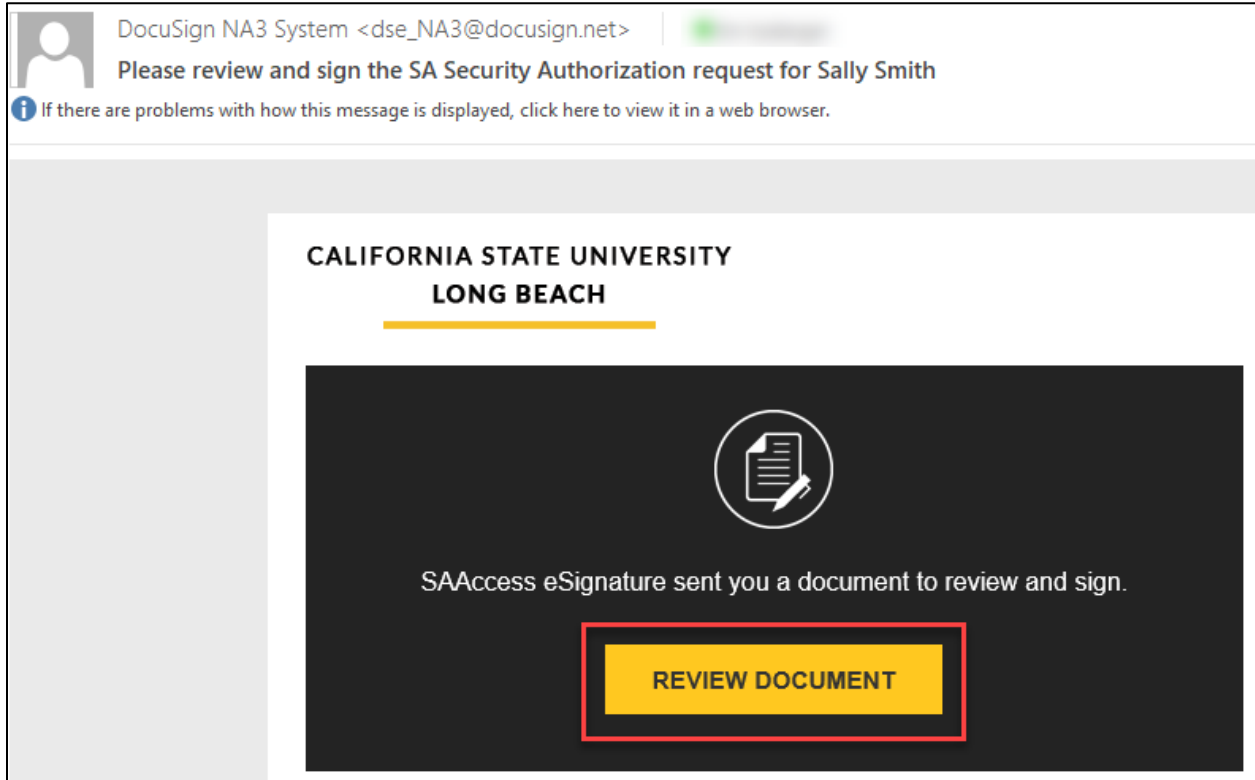 DocuSign NA3 System <dse_NA3@docusign.net>
Please review and sign the SA Security Authorization request for Sally Smith
If there are problems with how this message is displayed, click here to view it in a web browser.
CALIFORNIA STATE UNIVERSITY
LONG BEACH
SAAccess eSignature sent you a document to review and sign.
REVIEW DOCUMENT